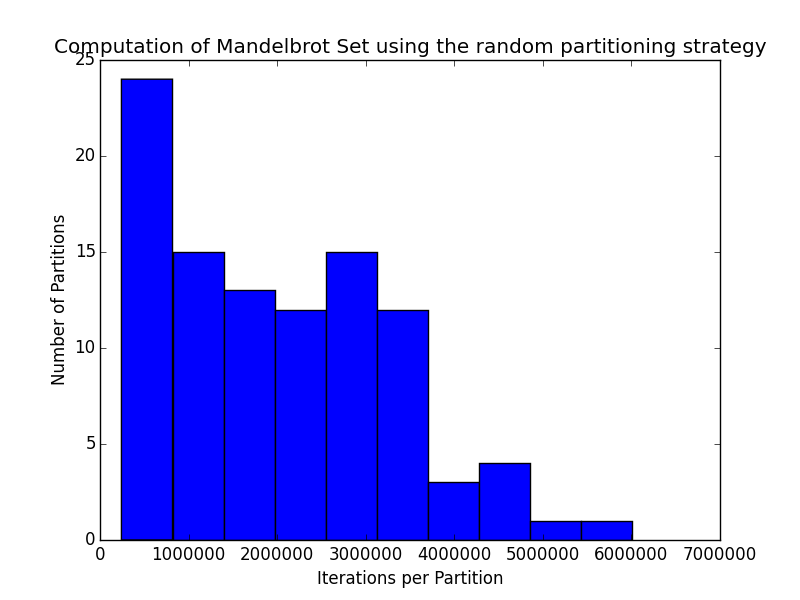 Computation of Mandelbrot Set using the random partitioning strategy
25
20
15
10
5
0
Number of Partitions
0 1000000 2000000 3000000 4000000 5000000 6000000 7000000
Iterations per Partition